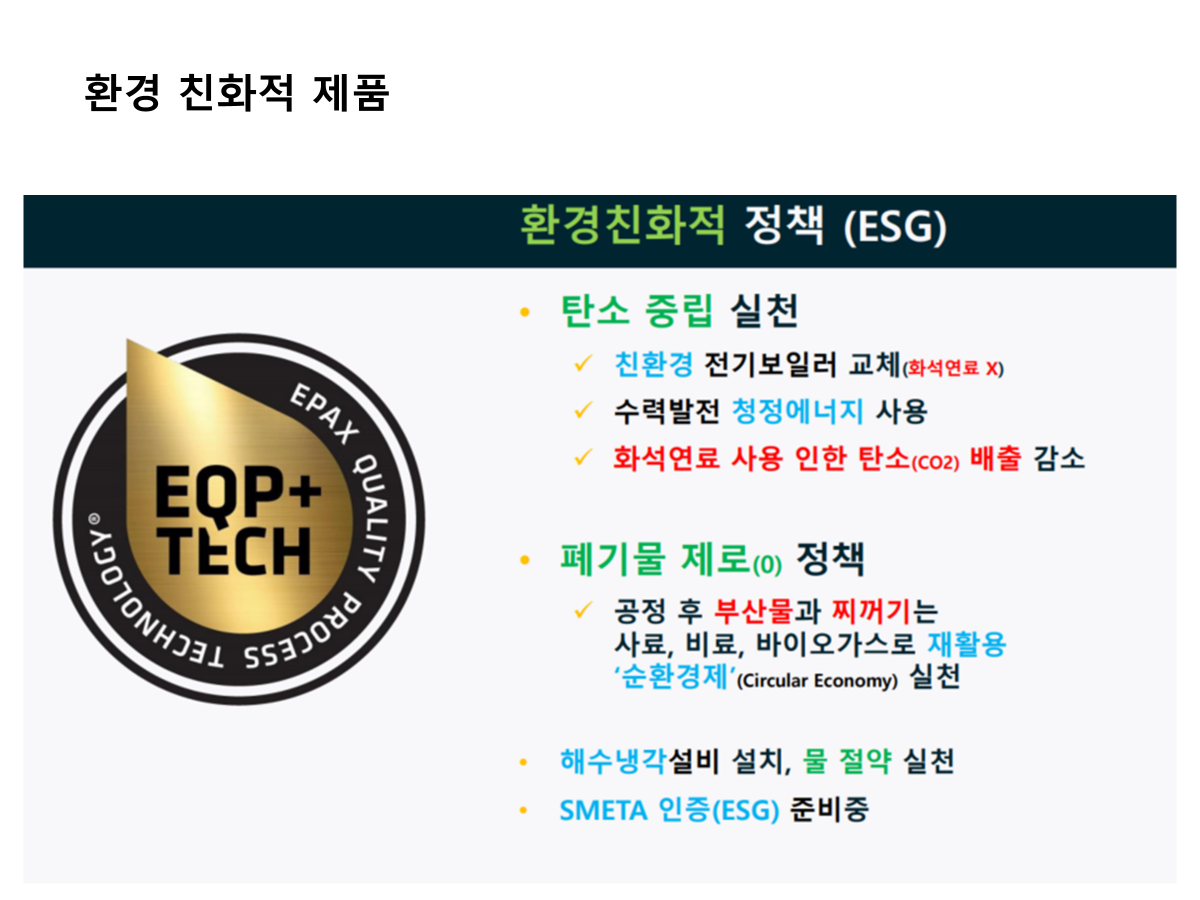 환경 친화적 제품
환경친화적 정책 (ESG)
EPAX QUALITY PROCESS TECHNOLOGY®
EQP+
TECH
• 탄소 중립 실천
✓ 친환경 전기보일러 교체(화석연료 X)
✓ 수력발전 청정에너지 사용
✓ 화석연료 사용 인한 탄소(CO2) 배출 감소
• 폐기물 제로(0) 정책
✓ 공정 후 부산물과 찌꺼기는
사료, 비료, 바이오가스로 재활용
‘순환경제’(Circular Economy) 실천
• 해수냉각설비 설치, 물 절약 실천
• SMETA 인증(ESG) 준비중